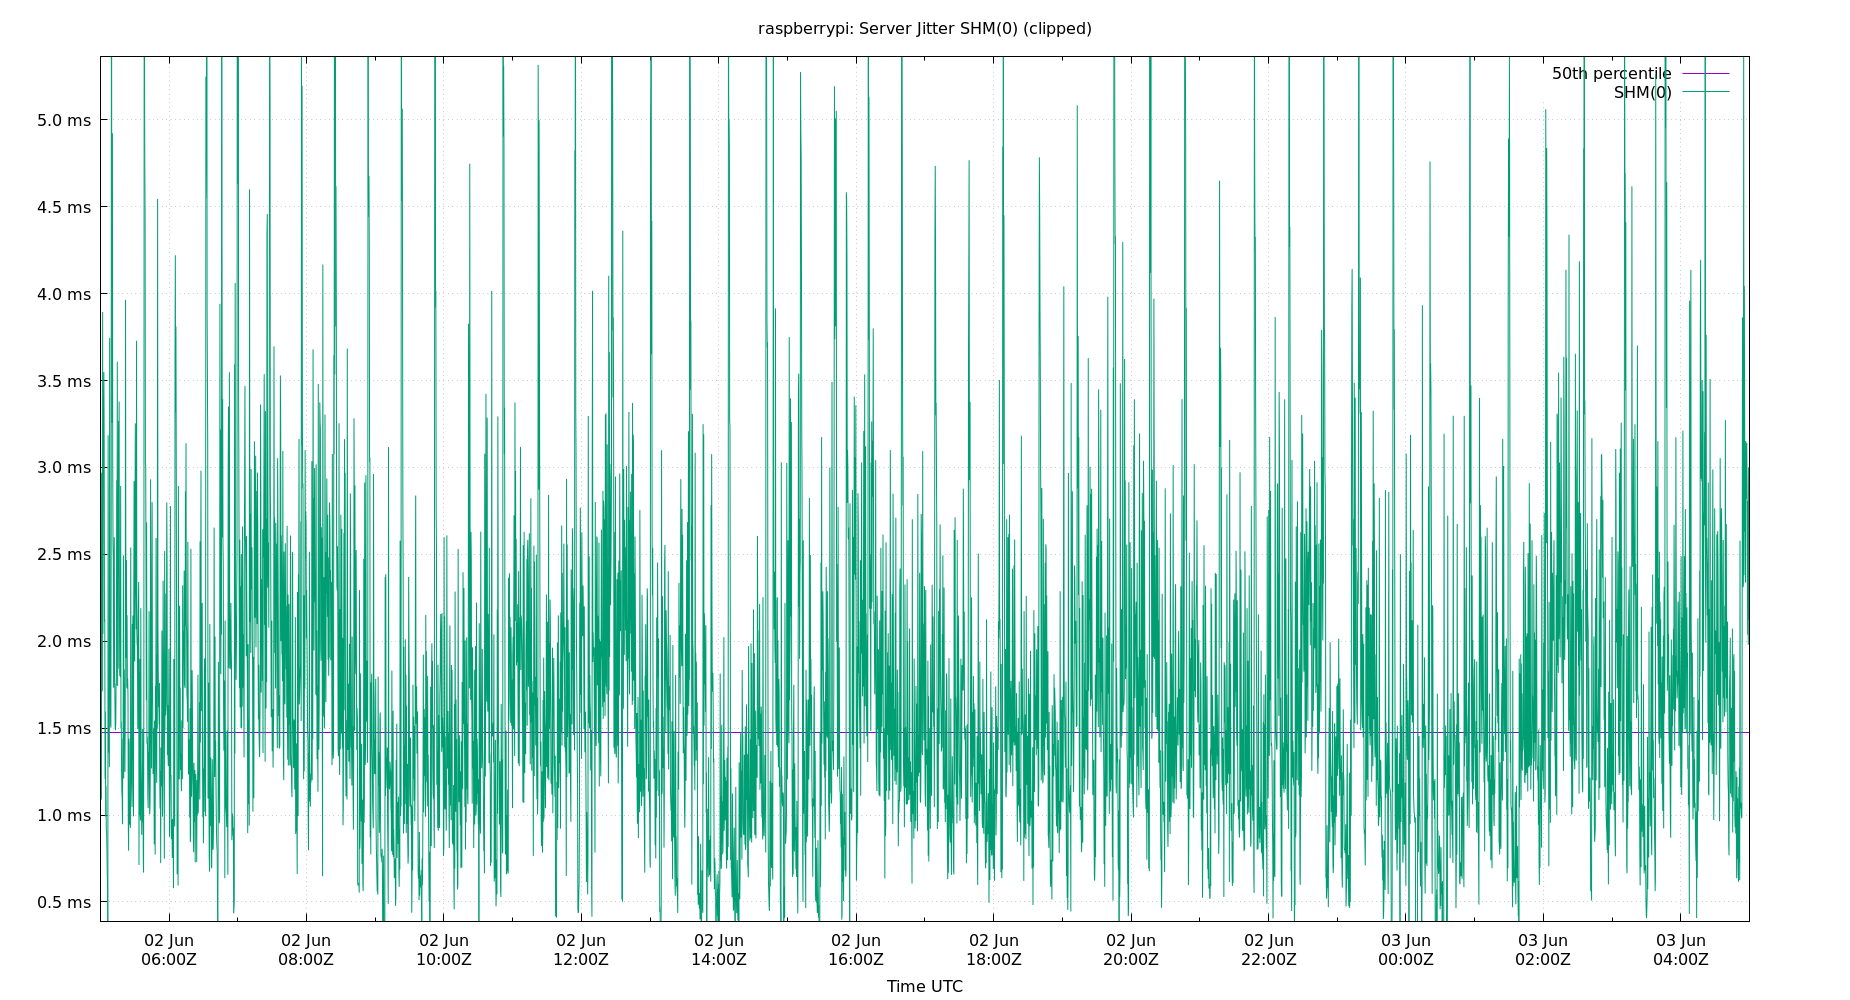 raspberrypi: Server Jitter SHM(0) (clipped)
50th percentile
SHM(0)
5.0 ms
4.5 ms
4.0 ms
3.5 ms
3.0 ms
2.5 ms
2.0 ms
1.5 ms
1.0 ms
0.5 ms
02 Jun 02 Jun 02 Jun 02 Jun 02 Jun 02 Jun 02 Jun 02 Jun 02 Jun 03 Jun 03 Jun 03 Jun
06:00Z 08:00Z 10:00Z 12:00Z 14:00Z 16:00Z 18:00Z 20:00Z 22:00Z 00:00Z 02:00Z 04:00Z
Time UTC